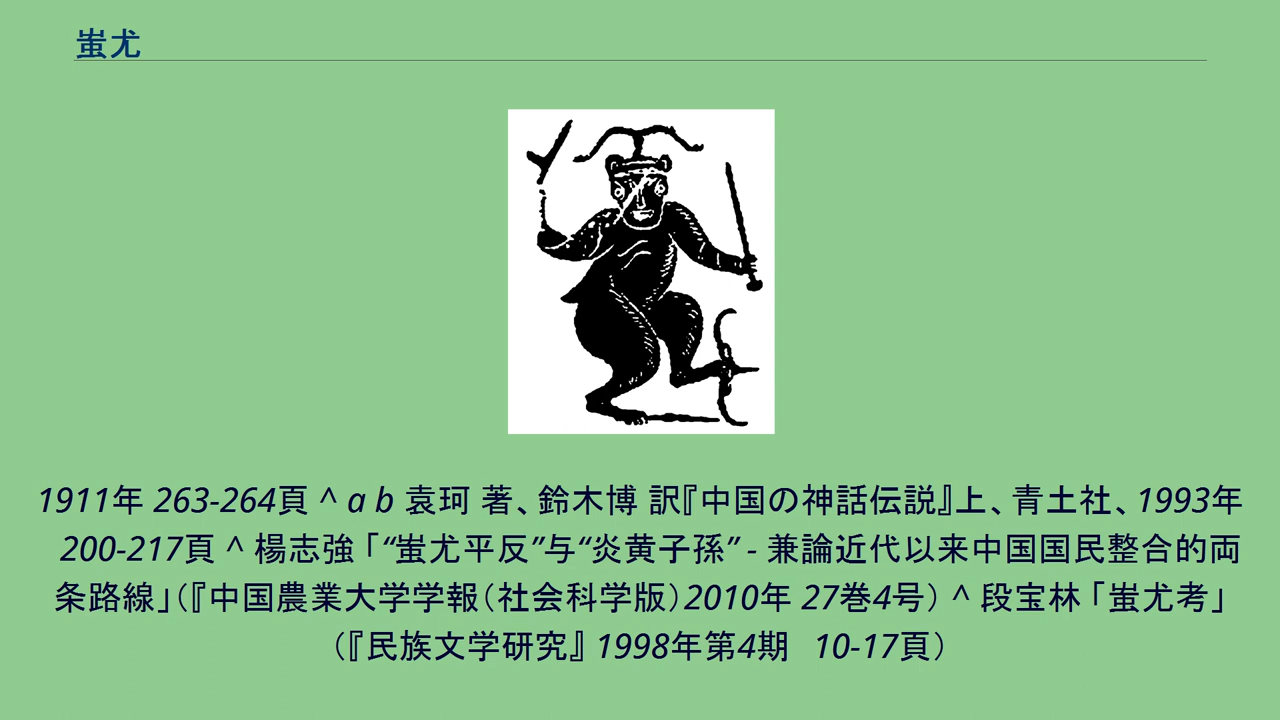 蚩尤
1911年 263-264頁 ^ a b 袁珂 著、鈴木博 訳『中国の神話伝説』上、青土社、1993年
200-217頁 ^ 楊志強「“蚩尤平反”与“炎黄子孫” - 兼論近代以来中国国民整合的両
条路線」(『中国農業大学学報(社会科学版)2010年 27巻4号) ^ 段宝林「蚩尤考」
(『民族文学研究』 1998年第4期 10-17頁)